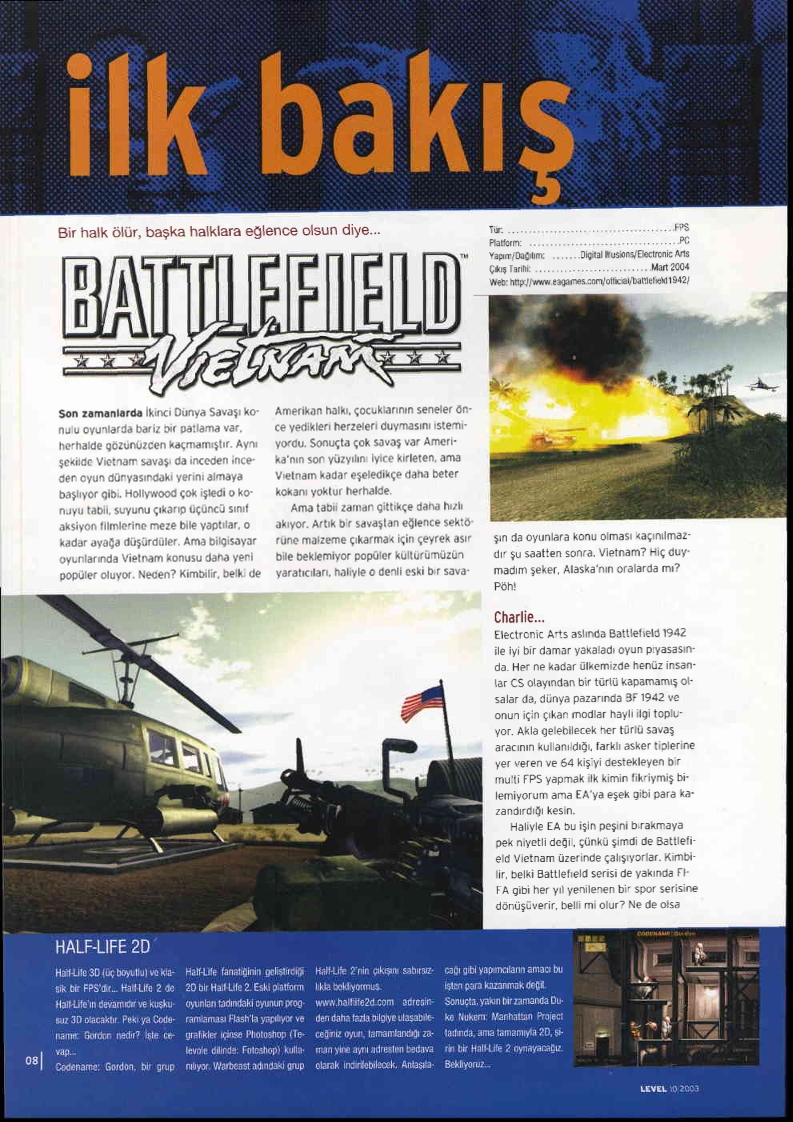 ilk bakış
Bir halk ölür, başka halklara eğlence olsun diye...
Tür: ........................................FPS
Platform: ....................................PC
Yapım/Dağıtım: .......Digital Illusions/Electronic Arts
Çıkış Tarihi: ............................Mart 2004
Web: http://www.eagames.com/official/battlefield1942/
BATTLEFIELD™
VIETNAM
Son zamanlarda İkinci Dünya Savaşı ko-
nulu oyunlarda bariz bir patlama var,
herhalde gözünüzden kaçmamıştır. Aynı
şekilde Vietnam savaşı da inceden ince-
den oyun dünyasındaki yerini almaya
başlıyor gibi. Hollywood çok işledi o ko-
nuyu tabii, suyunu çıkarıp üçüncü sınıf
aksiyon filmlerine meze bile yaptılar, o
kadar ayağa düşürdüler. Ama bilgisayar
oyunlarında Vietnam konusu daha yeni
popüler oluyor. Neden? Kimbilir, belki de
Amerikan halkı, çocuklarının seneler ön-
ce yedikleri herzeleri duymasını istemi-
yordu. Sonuçta çok savaş var Ameri-
ka'nın son yüzyılını iyice kirleten, ama
Vietnam kadar eşeledikçe daha beter
kokanı yoktur herhalde.
Ama tabii zaman gittikçe daha hızlı
akıyor. Artık bir savaştan eğlence sektö-
rüne malzeme çıkarmak için çeyrek asır
bile beklemiyor popüler kültürümüzün
yaratıcıları, haliyle o denli eski bir sava-
şın da oyunlara konu olması kaçınılmaz-
dır şu saatten sonra. Vietnam? Hiç duy-
madım şeker, Alaska'nın oralarda mı?
Pöh!
Charlie...
Electronic Arts aslında Battlefield 1942
ile iyi bir damar yakaladı oyun piyasasın-
da. Her ne kadar ülkemizde henüz insan-
lar CS olayından bir türlü kapamamış ol-
salar da, dünya pazarında BF 1942 ve
onun için çıkan modlar hayli ilgi toplu-
yor. Akla gelebilecek her türlü savaş
aracının kullanıldığı, farklı asker tiplerine
yer veren ve 64 kişiyi destekleyen bir
multi FPS yapmak ilk kimin fikriymiş bi-
lemiyorum ama EA'ya eşek gibi para ka-
zandırdığı kesin.
Haliyle EA bu işin peşini bırakmaya
pek niyetli değil, çünkü şimdi de Battlefi-
eld Vietnam üzerinde çalışıyorlar. Kimbi-
lir, belki Battlefield serisi de yakında FI-
FA gibi her yıl yenilenen bir spor serisine
dönüşüverir, belli mi olur? Ne de olsa
HALF-LIFE 2D
Half-Life 3D (üç boyutlu) ve kla-
sik bir FPS'dir... Half-Life 2 de
Half-Life'ın devamıdır ve kuşku-
suz 3D olacaktır. Peki ya Code-
name: Gordon nedir? İşte ce-
vap...
Codename: Gordon, bir grup
Half-Life fanatiğinin geliştirdiği
2D bir Half-Life 2. Eski platform
oyunları tadındaki oyunun prog-
ramlaması Flash'la yapılıyor ve
grafikler içinse Photoshop (Te-
levole dilinde: Fotoshop) kulla-
nılıyor. Warbeast adındaki grup
Half-Life 2'nin çıkışını sabırsız-
lıkla bekliyormuş.
www.halflife2d.com adresin-
den daha fazla bilgiye ulaşabile-
ceğiniz oyun, tamamlandığı za-
man yine aynı adresten bedava
olarak indirilebilecek. Anlaşıla-
cağı gibi yapımcıların amacı bu
işten para kazanmak değil.
Sonuçta, yakın bir zamanda Du-
ke Nukem: Manhattan Project
tadında, ama tamamıyla 2D, şi-
rin bir Half-Life 2 oynayacağız.
Bekliyoruz...
CODENAME: Gordon
08
LEVEL 10/2003